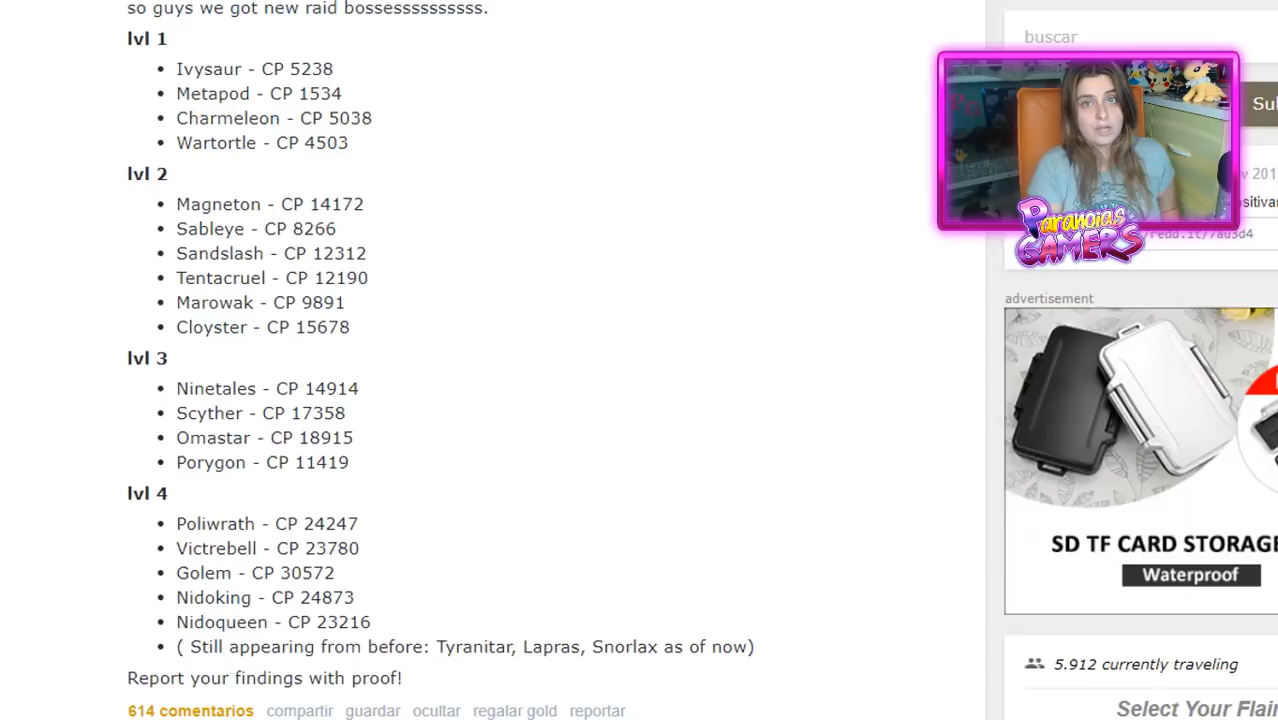 so guys we got new raid bossesssssssssss.
lvl 1
Ivysaur - CP 5238
Metapod - CP 1534
Charmeleon - CP 5038
Wartortle - CP 4503
lvl 2
Magneton - CP 14172
Sableye - CP 8266
Sandslash - CP 12312
Tentacruel - CP 12190
Marowak - CP 9891
Cloyster - CP 15678
lvl 3
Ninetales - CP 14914
Scyther - CP 17358
Omastar - CP 18915
Porygon - CP 11419
lvl 4
Poliwrath - CP 24247
Victrebell - CP 23780
Golem - CP 30572
Nidoking - CP 24873
Nidoqueen - CP 23216
( Still appearing from before: Tyranitar, Lapras, Snorlax as of now)
Report your findings with proof!
614 comentarios compartir guardar ocultar regalar gold reportar
buscar
Paranoias
GAMERS
advertisement
SD TF CARD STORAGE
Waterproof
5.912 currently traveling
Select Your Flair